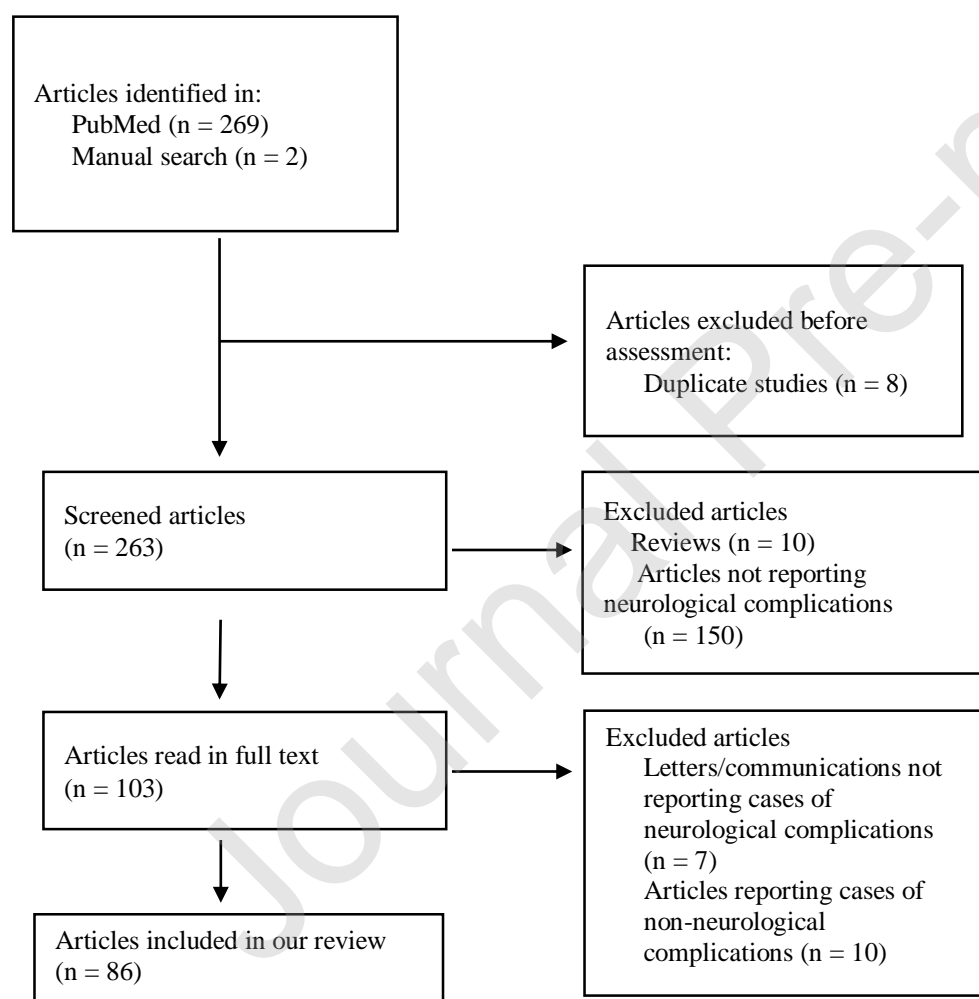 Articles identified in:
PubMed (n = 269)
Manual search (n = 2)
Articles excluded before
assessment:
Duplicate studies (n = 8)
Screened articles
(n = 263)
Excluded articles
Reviews (n = 10)
Articles not reporting
neurological complications
(n = 150)
Articles read in full text
(n = 103)
Excluded articles
Letters/communications not
reporting cases of
neurological complications
(n = 7)
Articles reporting cases of
non-neurological
complications (n = 10)
Articles included in our review
(n = 86)
Journal Pre-